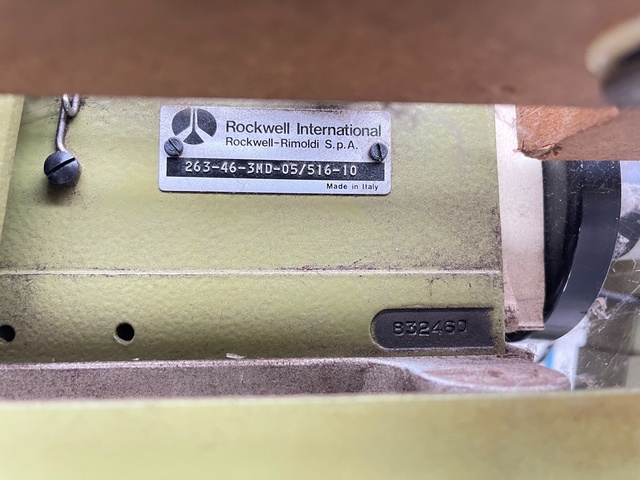 Rockwell International
Rockwell-Rimoldi S.p.A.
263-46-3MD-05/516-10
Made in Italy
832460